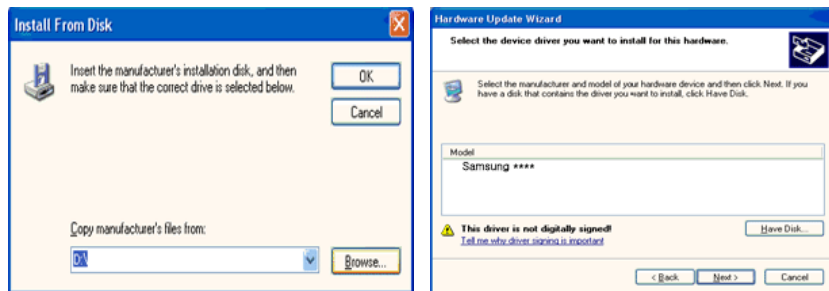 Install From Disk
Insert the manufacturer's installation disk, and then
make sure that the correct drive is selected below.
OK
Cancel
Copy manufacturer's files from:
D:\
Browse...
Hardware Update Wizard
Select the device driver you want to install for this hardware.
Select the manufacturer and model of your hardware device and then click Next. If you
have a disk that contains the driver you want to install, click Have Disk.
Model
Samsung ****
This driver is not digitally signed!
Tell me why driver signing is important
Have Disk...
< Back
Next >
Cancel